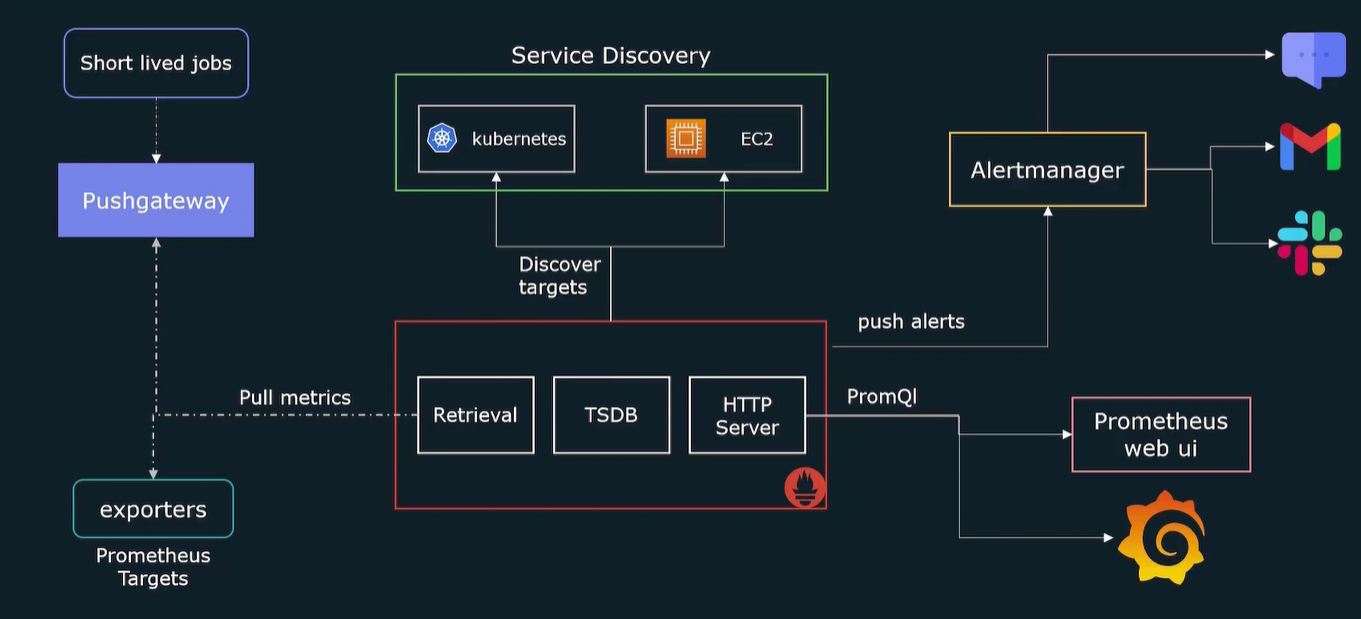 Short lived jobs
Pushgateway
Service Discovery
kubernetes
EC2
Discover
targets
Alertmanager
push alerts
Pull metrics
Retrieval
TSDB
HTTP
Server
PromQl
Prometheus
web ui
exporters
Prometheus
Targets